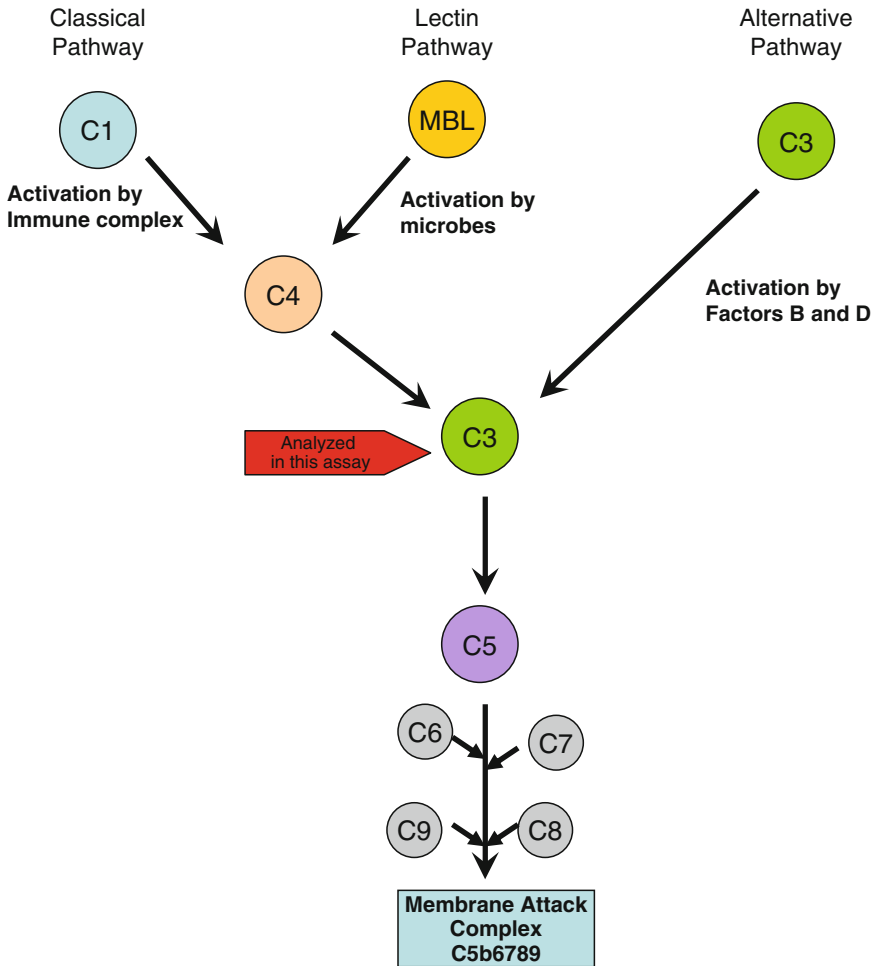 Classical
Pathway
Lectin
Pathway
Alternative
Pathway
C1
MBL
C3
Activation by
Immune complex
Activation by
microbes
C4
Activation by
Factors B and D
C3
Analyzed
in this assay
C5
C6
C7
C9
C8
Membrane Attack
Complex
C5b6789